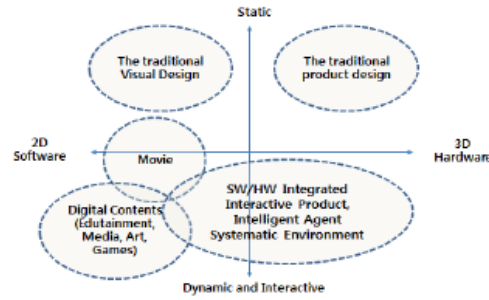 Static
The traditional
Visual Design
The traditional
product design
2D
Software
Movie
3D
Hardware
Digital Contents
(Edutainment,
Media, Art,
Games)
SW/HW Integrated
Interactive Product,
Intelligent Agent
Systematic Environment
Dynamic and Interactive